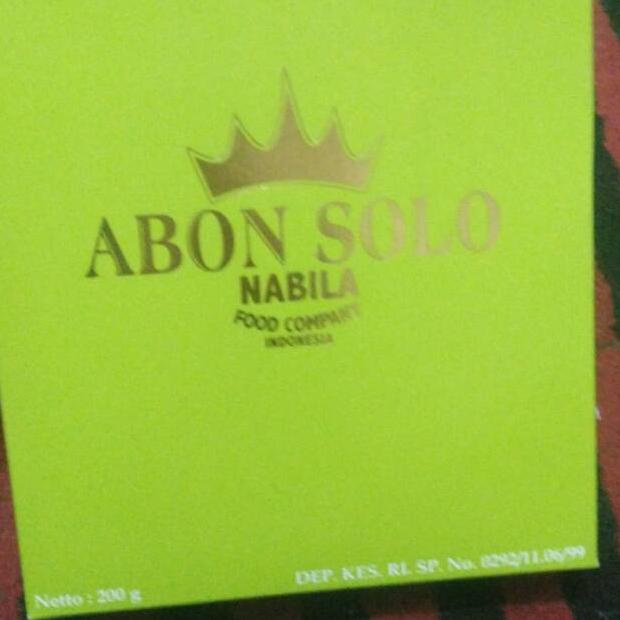 ABON SOLO
NABILA
FOOD COMPANY
INDONESIA
DEP. KES. RI. SP. No. 0292/11.06/99
Netto : 200 g